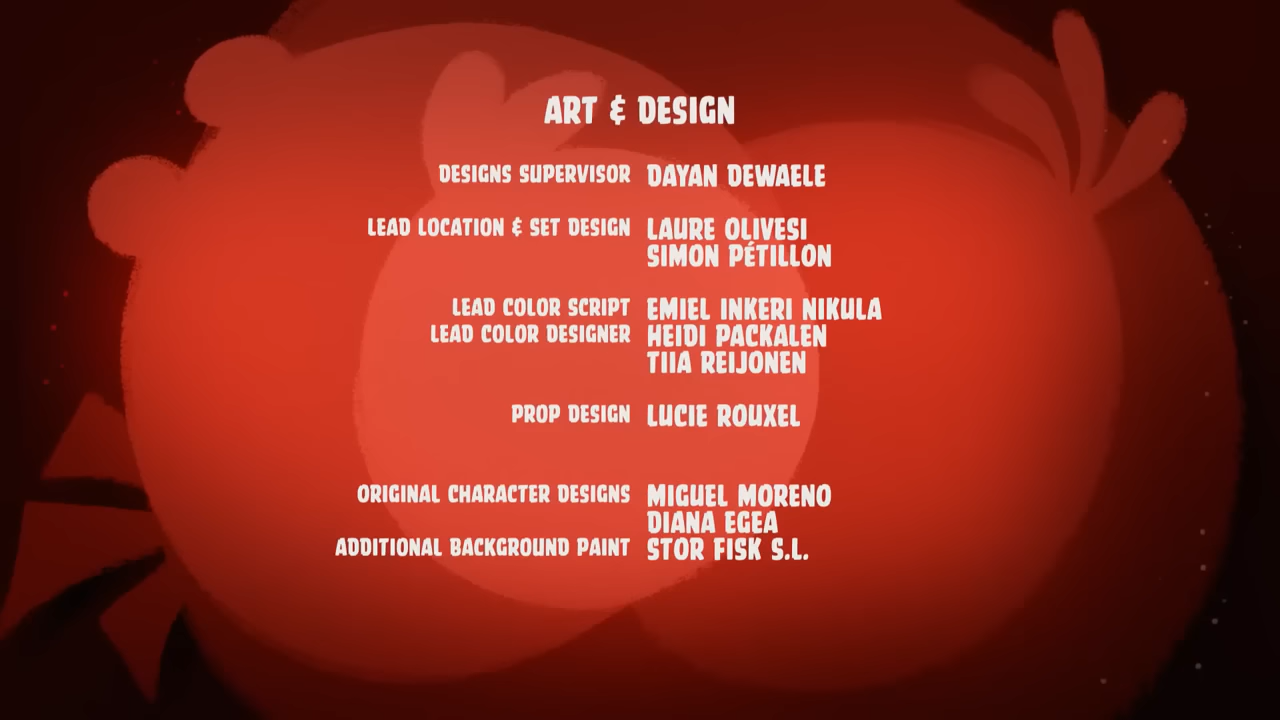 ART & DESIGN
DESIGNS SUPERVISOR DAYAN DEWAELE
LEAD LOCATION & SET DESIGN LAURE OLIVESI
SIMON PÉTILLON
LEAD COLOR SCRIPT EMIEL INKERI NIKULA
LEAD COLOR DESIGNER HEIDI PACKALEN
TIIA REIJONEN
PROP DESIGN LUCIE ROUXEL
ORIGINAL CHARACTER DESIGNS MIGUEL MORENO
DIANA EGEA
ADDITIONAL BACKGROUND PAINT STOR FISK S.L.